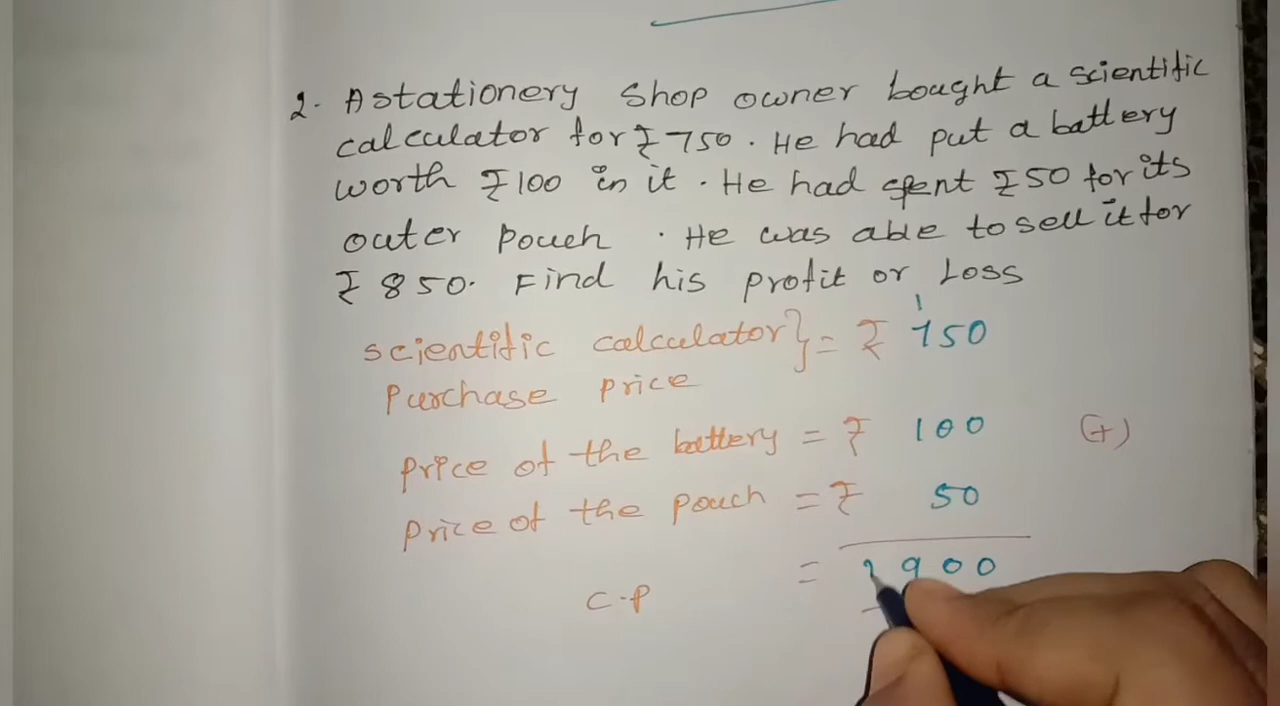 2. A stationery shop owner bought a scientific
calculator for ₹750. He had put a battery
worth ₹100 in it. He had spent ₹50 for its
outer pouch. He was able to sell it for
₹850. Find his profit or Loss
scientific calculator} = ₹ 750
Purchase price
1
price of the battery = ₹ 100 (+)
Price of the pouch = ₹ 50
C.P = 900